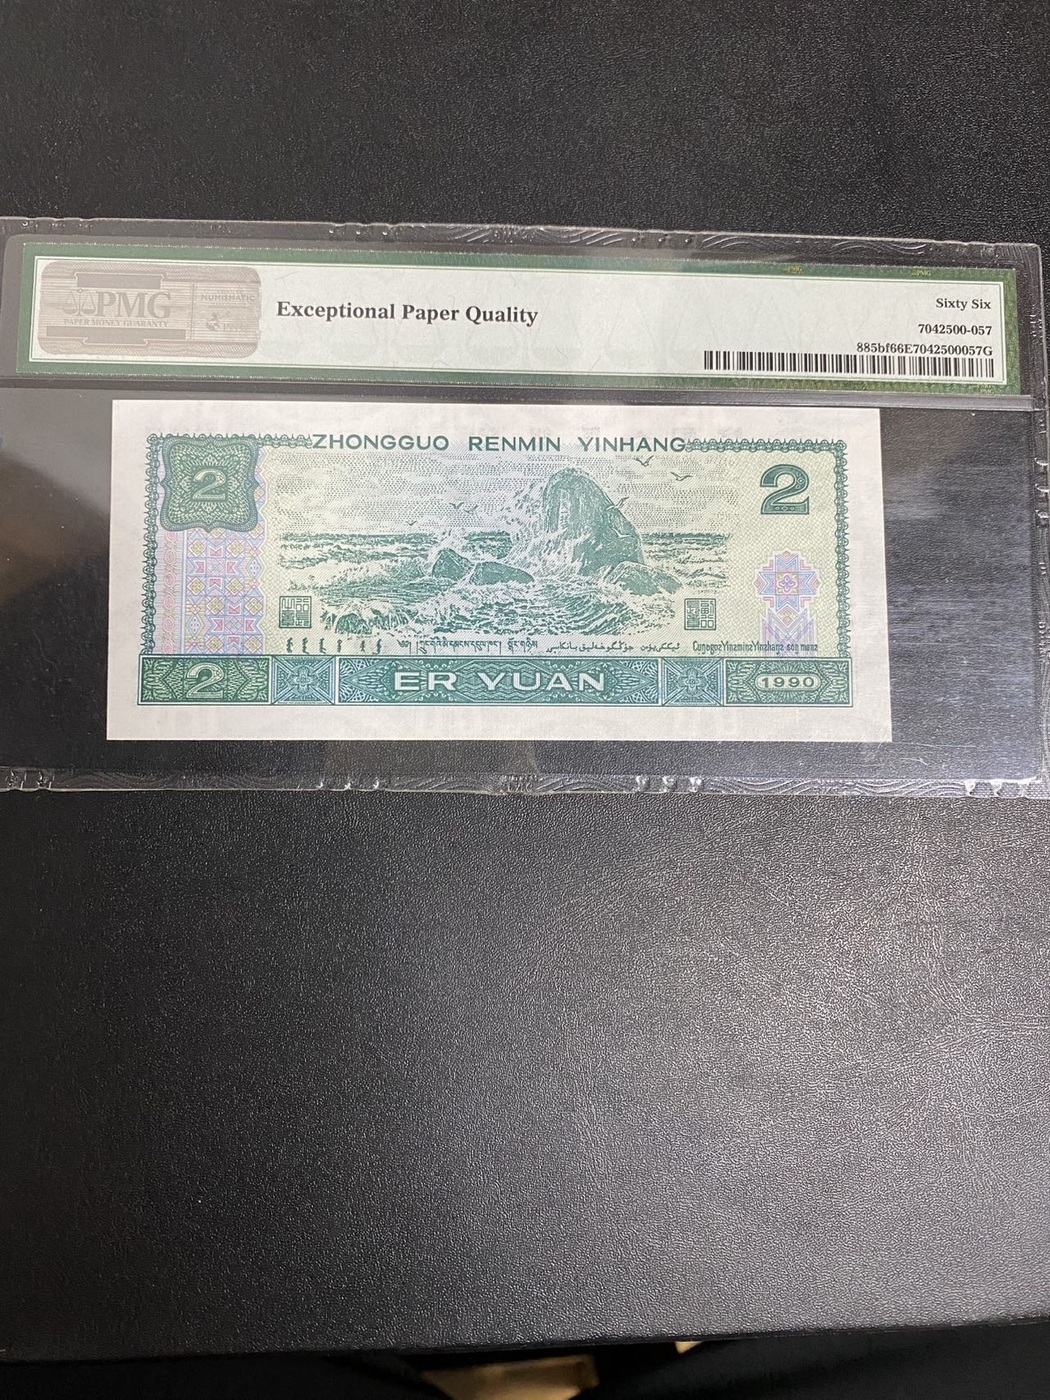 PMG
PAPER MONEY GUARANTY
NUMISMATIC
Exceptional Paper Quality
Sixty Six
7042500-057
885bf66E7042500057G
ZHONGGUO RENMIN YINHANG
2
2
2
ER YUAN
1990